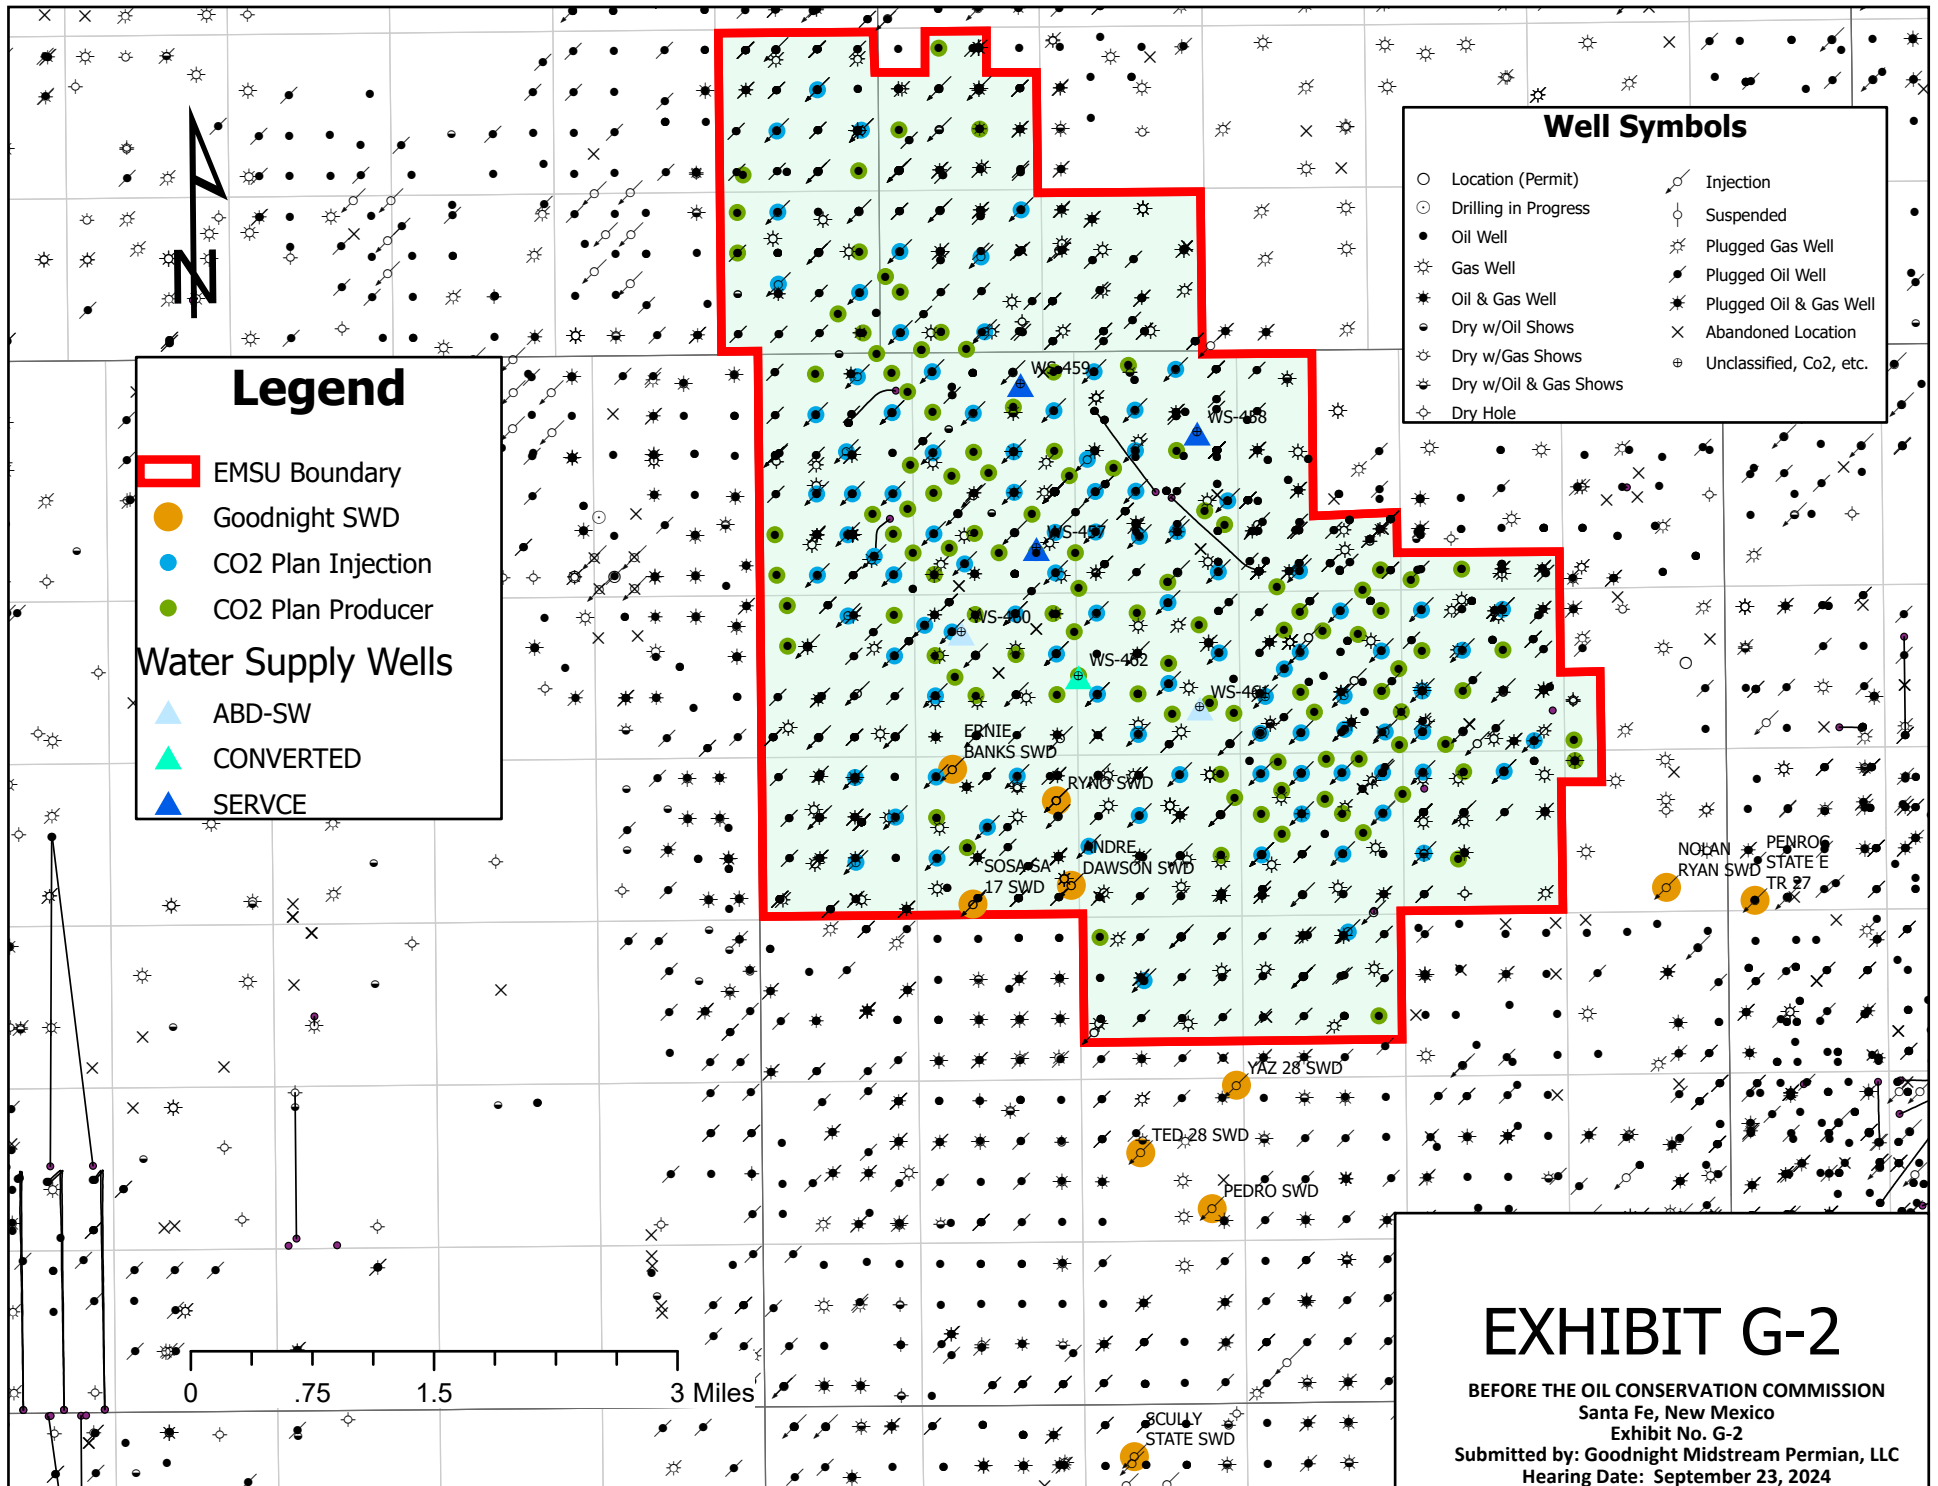 Well Symbols
Location (Permit)
Drilling in Progress
Oil Well
Gas Well
Oil & Gas Well
Dry w/Oil Shows
Dry w/Gas Shows
Dry w/Oil & Gas Shows
Dry Hole
Injection
Suspended
Plugged Gas Well
Plugged Oil Well
Plugged Oil & Gas Well
Abandoned Location
Unclassified, Co2, etc.
N
Legend
EMSU Boundary
Goodnight SWD
CO2 Plan Injection
CO2 Plan Producer
Water Supply Wells
ABD-SW
CONVERTED
SERVCE
WS-459
WS-458
WS-457
WS-460
WS-462
WS-461
ERNIE
BANKS SWD
RYNO SWD
ANDRE
DAWSON SWD
SOSA SA
17 SWD
NOLAN
RYAN SWD
PENROC
STATE E
TR 27
YAZ 28 SWD
TED 28 SWD
PEDRO SWD
SCULLY
STATE SWD
0 .75 1.5 3 Miles
EXHIBIT G-2
BEFORE THE OIL CONSERVATION COMMISSION
Santa Fe, New Mexico
Exhibit No. G-2
Submitted by: Goodnight Midstream Permian, LLC
Hearing Date: September 23, 2024